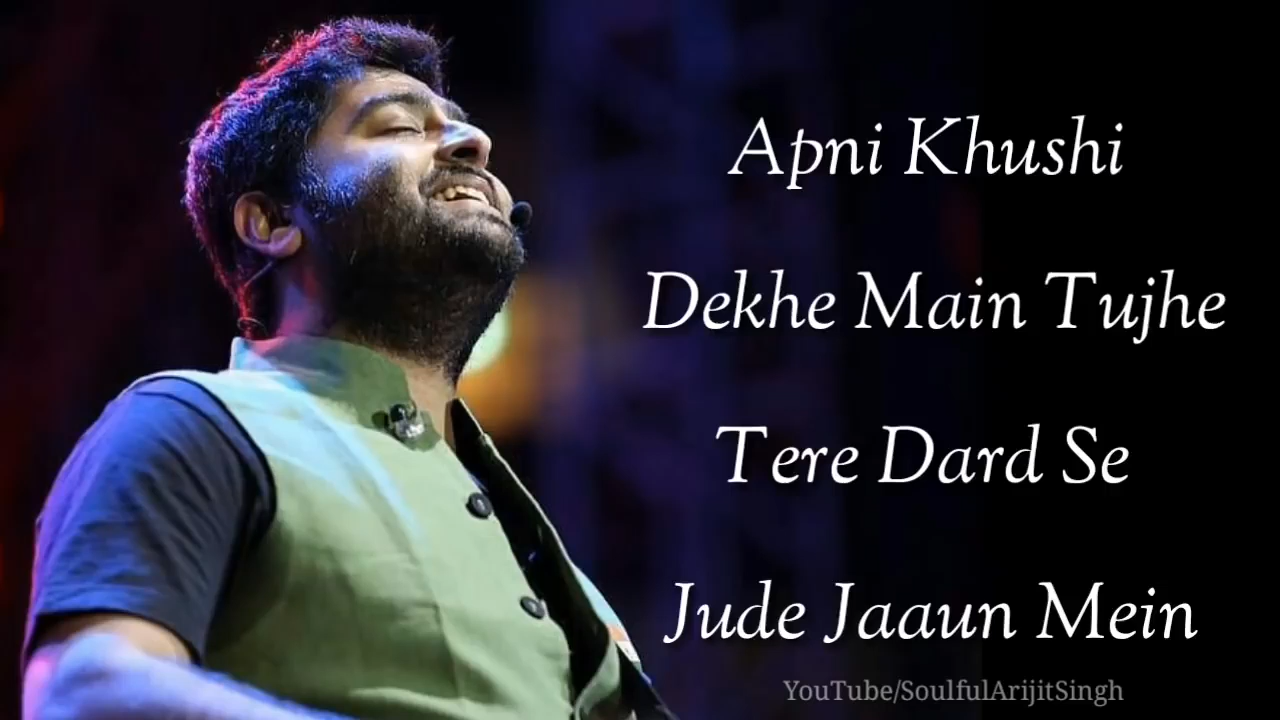 Apni Khushi
Dekhe Main Tujhe
Tere Dard Se
Jude Jaaun Mein
YouTube/SoulfulArijitSingh